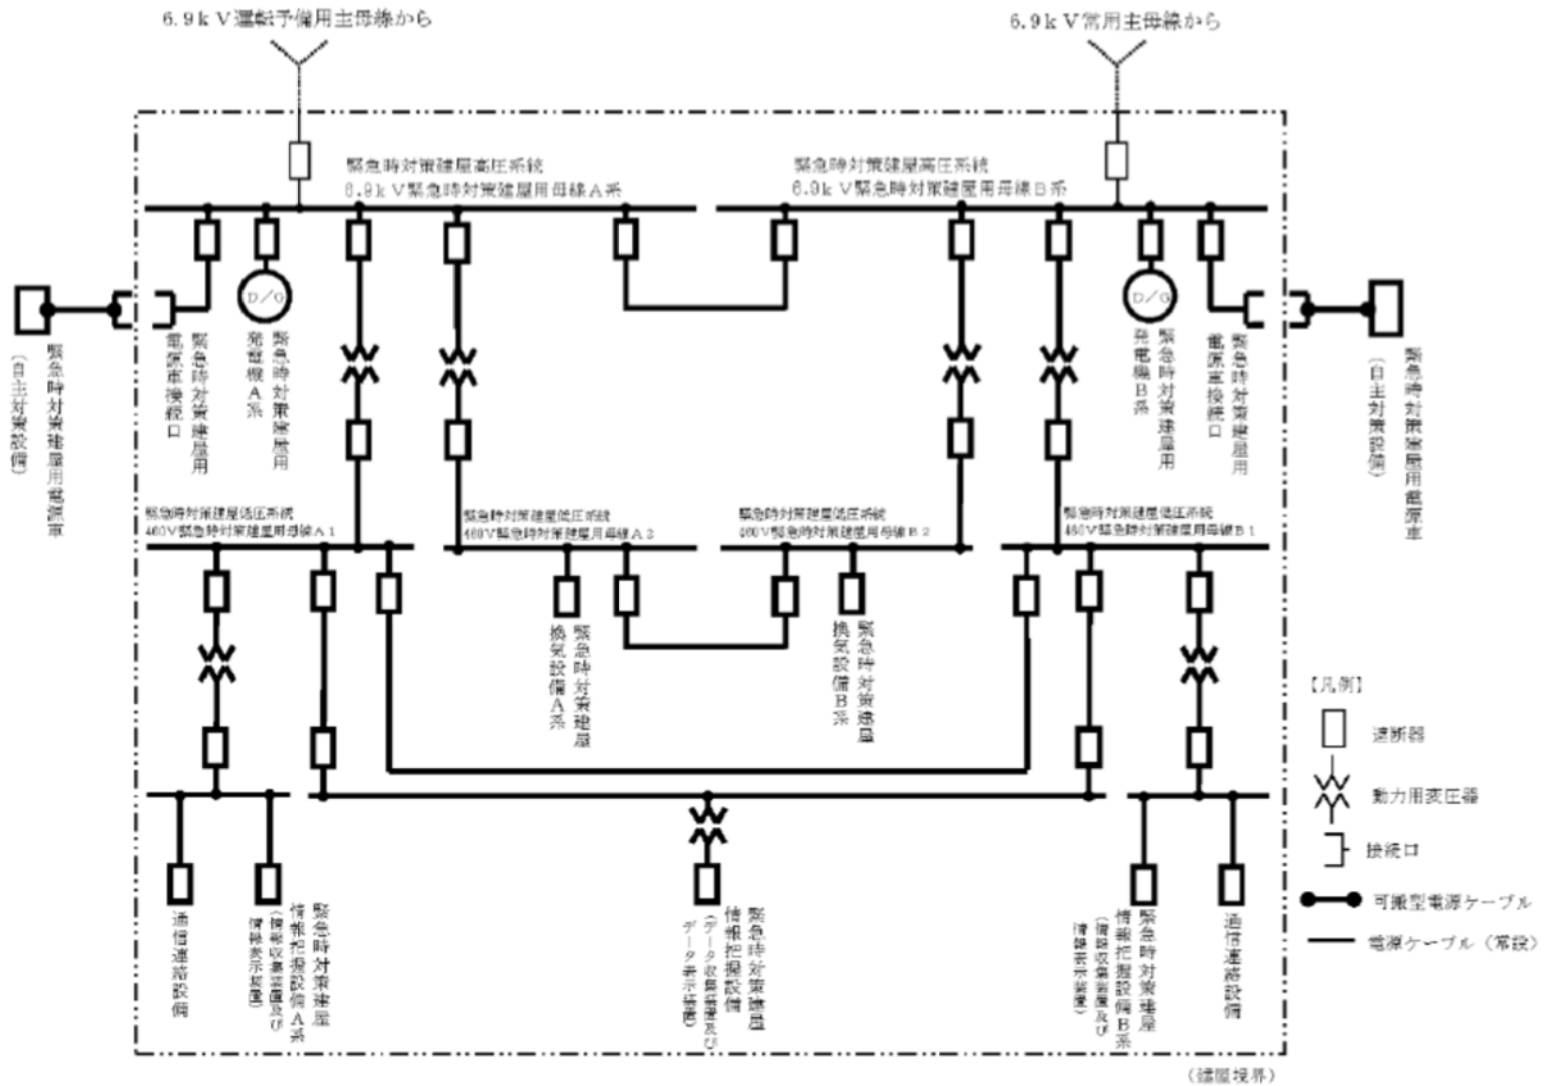 6.9kV運転予備用主母線から
6.9kV常用主母線から
緊急時対策建屋高圧系統
6.9kV緊急時対策建屋用母線A系
緊急時対策建屋高圧系統
6.9kV緊急時対策建屋用母線B系
緊急時対策建屋用電源車
(自主対策設備)
緊急時対策建屋用
電源車接続口
D/G
緊急時対策建屋用
発電機A系
D/G
緊急時対策建屋用
発電機B系
緊急時対策建屋用
電源車接続口
緊急時対策建屋用電源車
(自主対策設備)
緊急時対策建屋低圧系統
460V緊急時対策建屋用母線A1
緊急時対策建屋低圧系統
460V緊急時対策建屋用母線A2
緊急時対策建屋低圧系統
460V緊急時対策建屋用母線B2
緊急時対策建屋低圧系統
460V緊急時対策建屋用母線B1
緊急時対策建屋
換気設備A系
緊急時対策建屋
換気設備B系
通信連絡設備
緊急時対策建屋
情報把握設備A系
(情報収集装置及び
情報表示装置)
緊急時対策建屋
情報把握設備
(データ収集装置及び
データ表示装置)
緊急時対策建屋
情報把握設備B系
(情報収集装置及び
情報表示装置)
通信連絡設備
【凡例】
遮断器
動力用変圧器
接続口
可搬型電源ケーブル
電源ケーブル(常設)
(建屋境界)